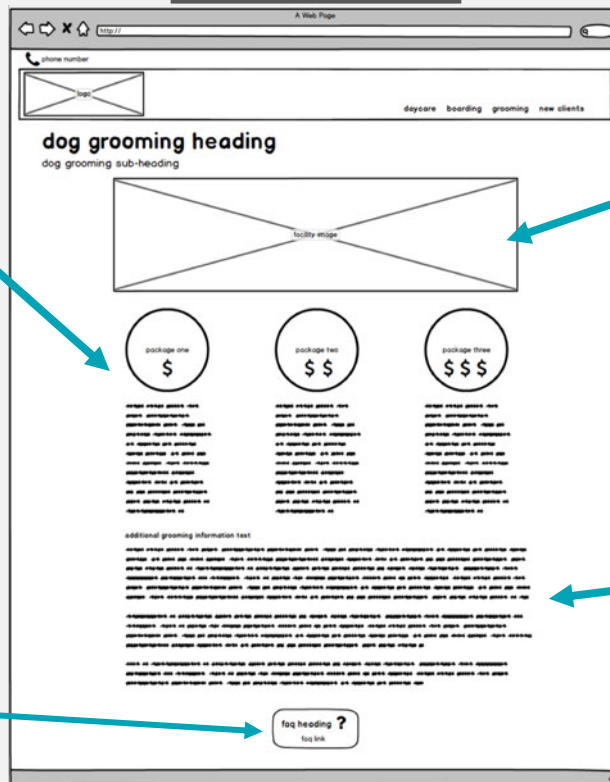 A Web Page
http://
phone number
logo
daycare boarding grooming new clients
dog grooming heading
dog grooming sub-heading
facility image
package one
$
package two
$ $
package three
$ $ $
additional grooming information text
faq heading ?
faq link